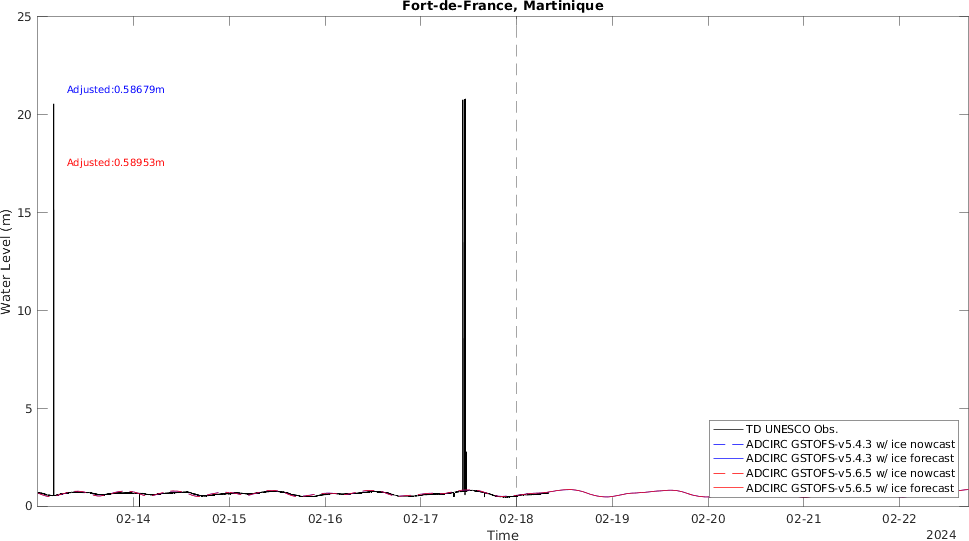 Fort-de-France, Martinique
25
20
15
10
5
0
Water Level (m)
Adjusted:0.58679m
Adjusted:0.58953m
TD UNESCO Obs.
ADCIRC GSTOFS-v5.4.3 w/ ice nowcast
ADCIRC GSTOFS-v5.4.3 w/ ice forecast
ADCIRC GSTOFS-v5.6.5 w/ ice nowcast
ADCIRC GSTOFS-v5.6.5 w/ ice forecast
02-14 02-15 02-16 02-17 02-18 02-19 02-20 02-21 02-22
Time
2024